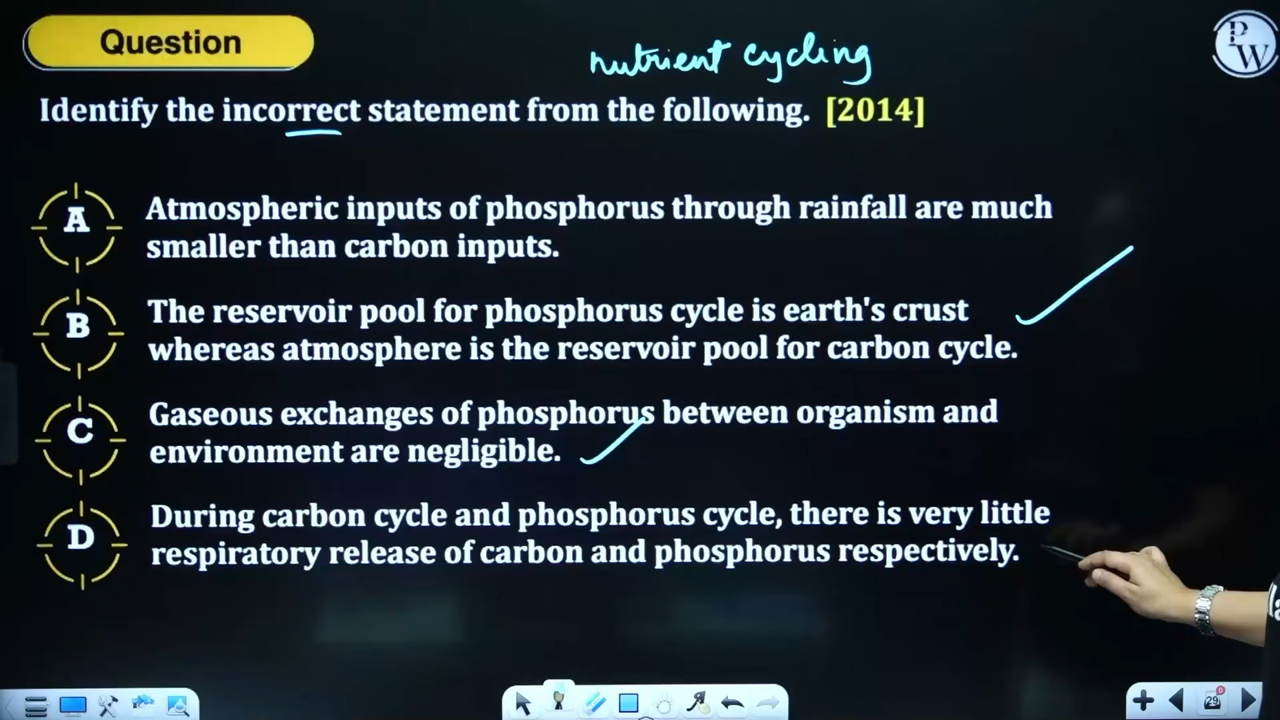 Question
nutrient cycling
PW
Identify the incorrect statement from the following. [2014]
A
Atmospheric inputs of phosphorus through rainfall are much
smaller than carbon inputs.
B
The reservoir pool for phosphorus cycle is earth's crust
whereas atmosphere is the reservoir pool for carbon cycle.
C
Gaseous exchanges of phosphorus between organism and
environment are negligible.
D
During carbon cycle and phosphorus cycle, there is very little
respiratory release of carbon and phosphorus respectively.
29